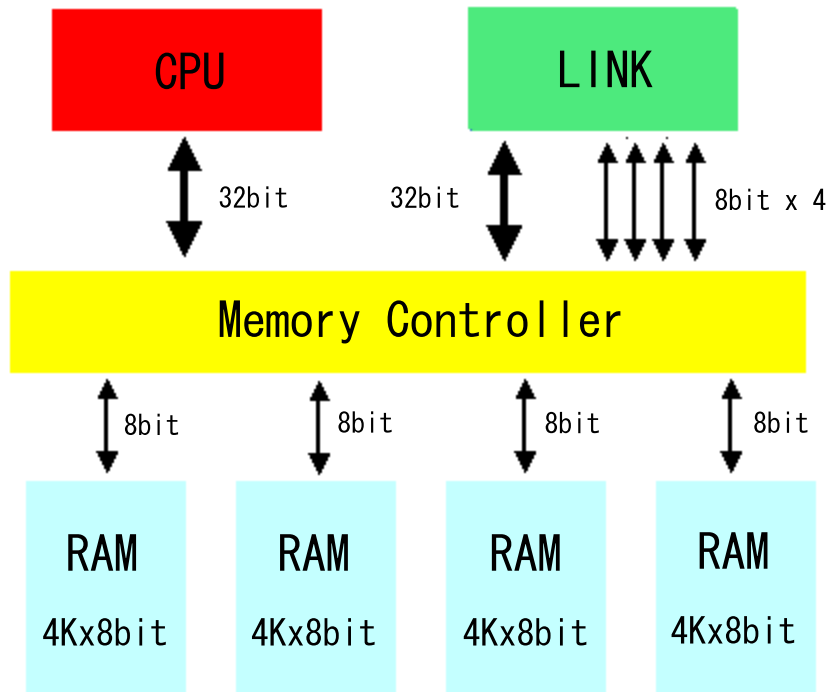 CPU
LINK
32bit
32bit
8bit x 4
Memory Controller
8bit
8bit
8bit
8bit
RAM
RAM
RAM
RAM
4Kx8bit
4Kx8bit
4Kx8bit
4Kx8bit